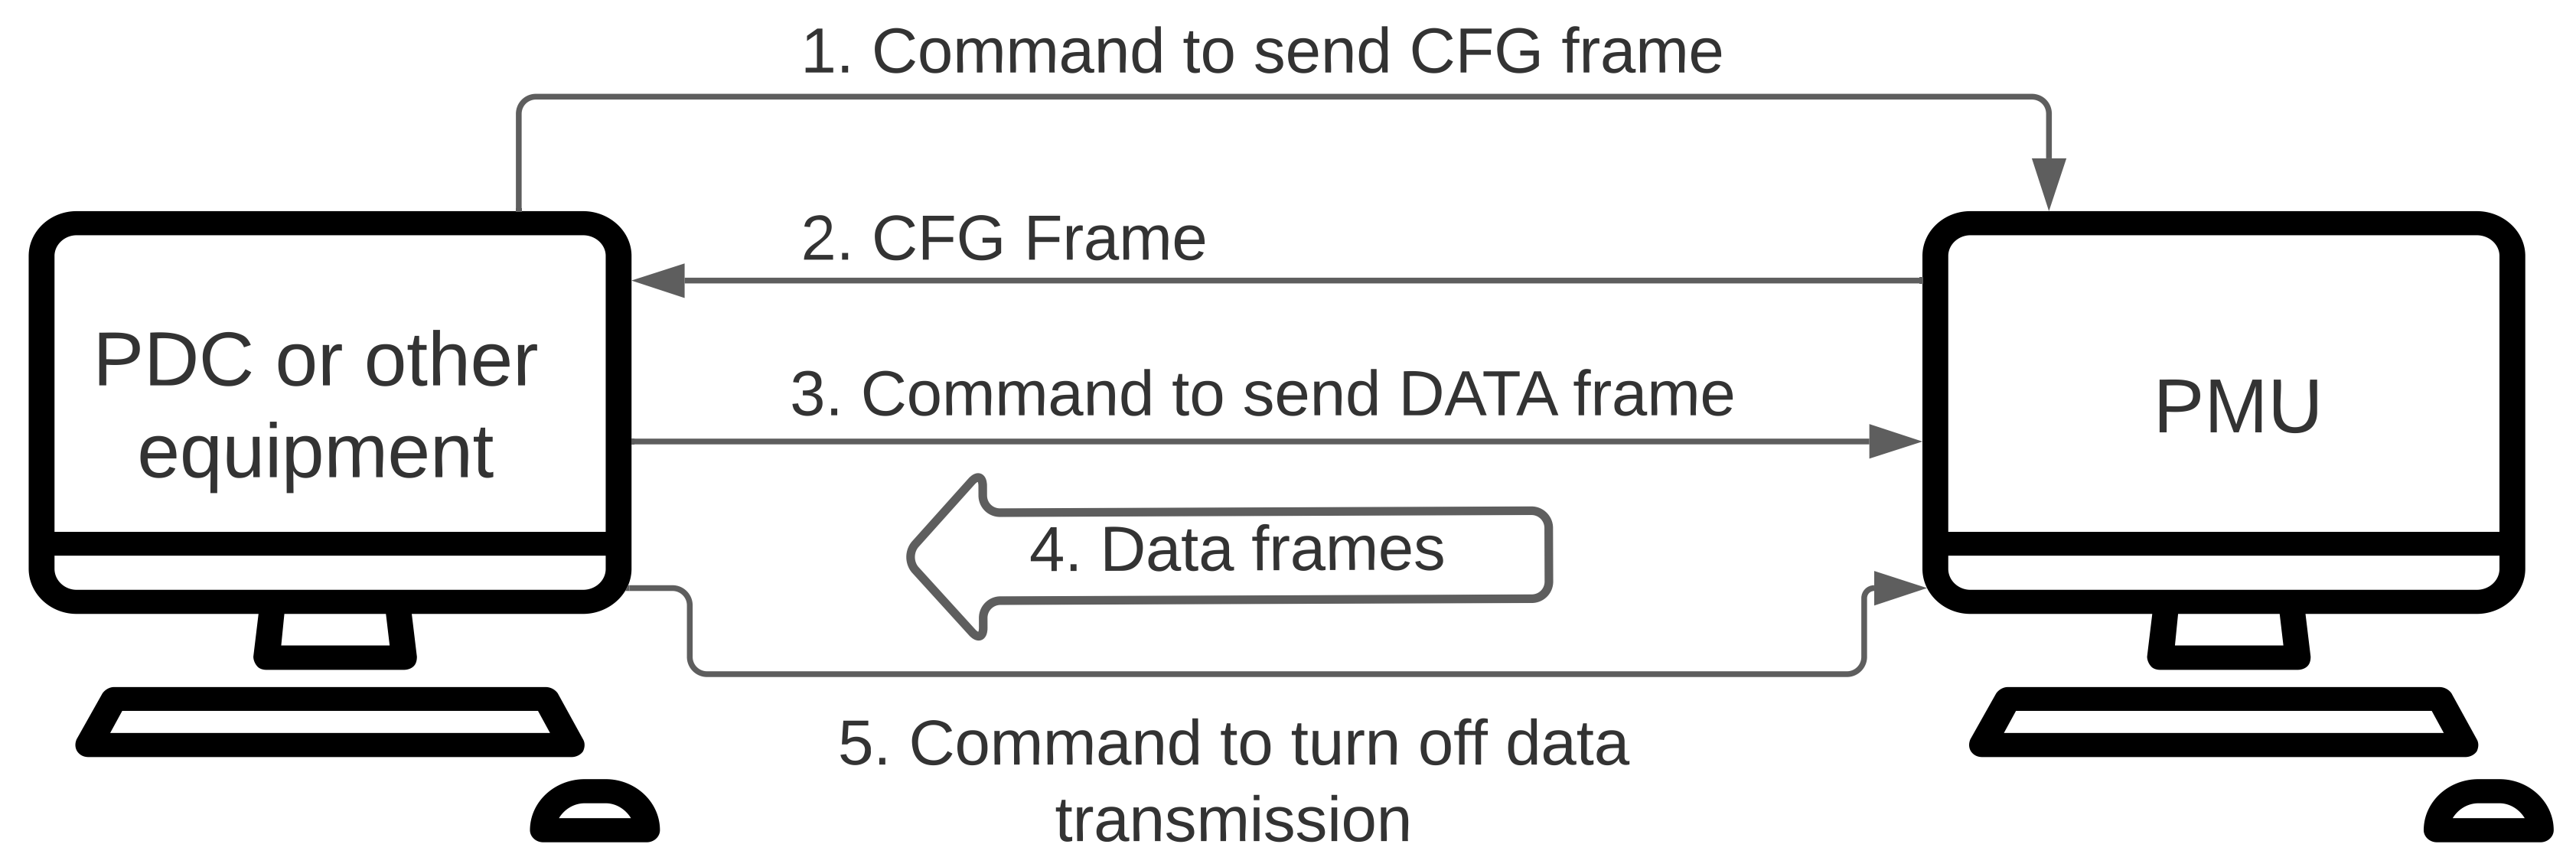 1. Command to send CFG frame
2. CFG Frame
PDC or other
equipment
3. Command to send DATA frame
PMU
4. Data frames
5. Command to turn off data
transmission